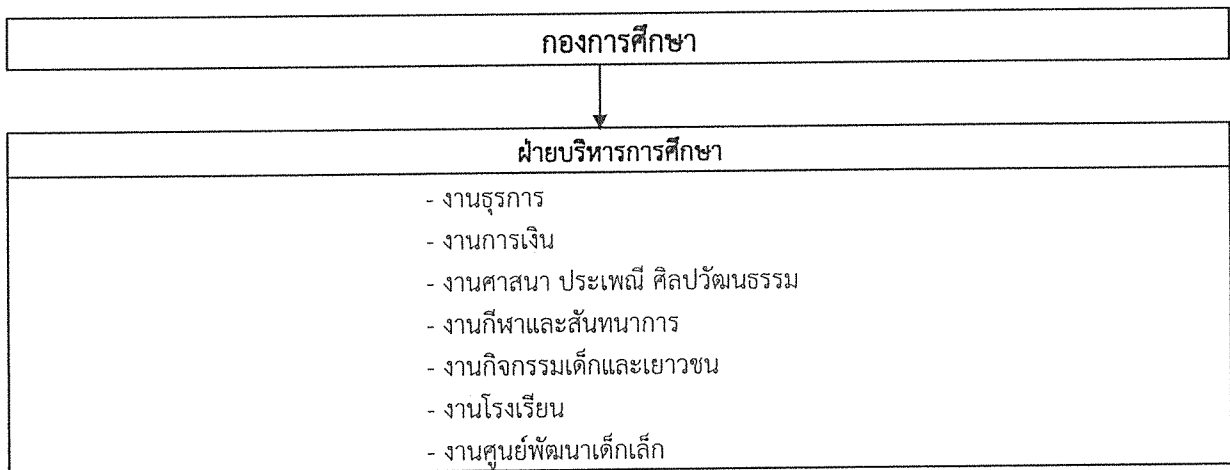 กองการศึกษา
ฝ่ายบริหารการศึกษา
- งานธุรการ
- งานการเงิน
- งานศาสนา ประเพณี ศิลปวัฒนธรรม
- งานกีฬาและสันทนาการ
- งานกิจกรรมเด็กและเยาวชน
- งานโรงเรียน
- งานศูนย์พัฒนาเด็กเล็ก